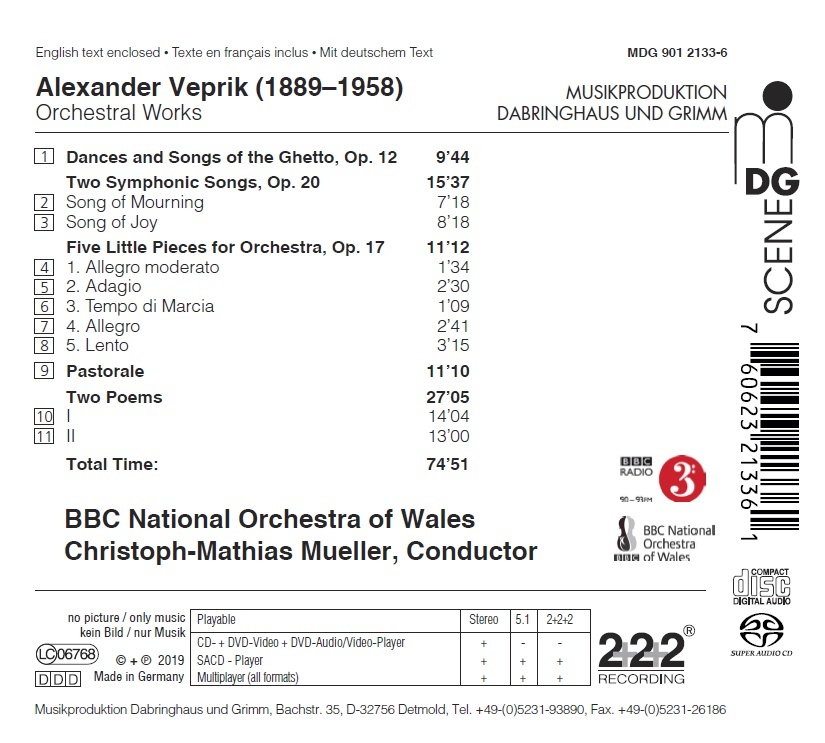 English text enclosed • Texte en français inclus • Mit deutschem Text
MDG 901 2133-6
Alexander Veprik (1889–1958)
Orchestral Works
MUSIKPRODUKTION
DABRINGHAUS UND GRIMM
mDG
SCENE
1 Dances and Songs of the Ghetto, Op. 12 9’44
Two Symphonic Songs, Op. 20 15’37
2 Song of Mourning 7’18
3 Song of Joy 8’18
Five Little Pieces for Orchestra, Op. 17 11’12
4 1. Allegro moderato 1’34
5 2. Adagio 2’30
6 3. Tempo di Marcia 1’09
7 4. Allegro 2’41
8 5. Lento 3’15
9 Pastorale 11’10
Two Poems 27’05
10 I 14’04
11 II 13’00
Total Time: 74’51
7 60623 21336 1
BBC
RADIO
3
90–93FM
BBC National Orchestra of Wales
Christoph-Mathias Mueller, Conductor
BBC National
Orchestra
BBC of Wales
COMPACT
disc
DIGITAL AUDIO
SUPER AUDIO CD
no picture / only music
kein Bild / nur Musik
LC 06768
© + ℗ 2019
DDD
Made in Germany
Playable Stereo 5.1 2+2+2
CD- + DVD-Video + DVD-Audio/Video-Player + - -
SACD - Player + + +
Multiplayer (all formats) + + +
2+2+2®
RECORDING
Musikproduktion Dabringhaus und Grimm, Bachstr. 35, D-32756 Detmold, Tel. +49-(0)5231-93890, Fax. +49-(0)5231-26186